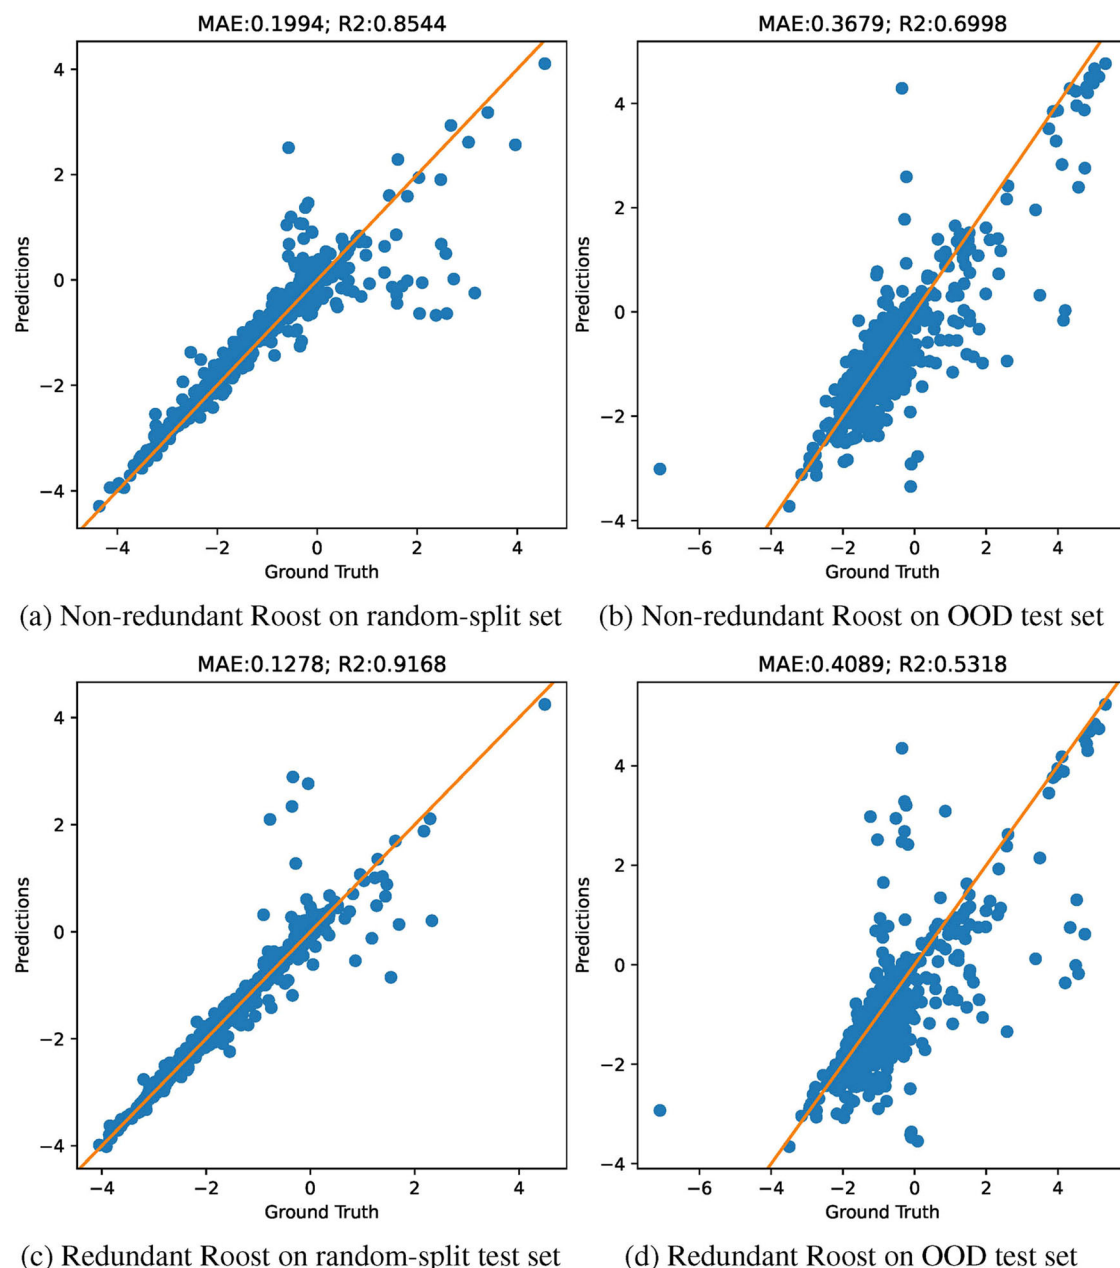 MAE:0.1994; R2:0.8544
4
2
0
−2
−4
Predictions
−4 −2 0 2 4
Ground Truth
(a) Non-redundant Roost on random-split set
MAE:0.3679; R2:0.6998
4
2
0
−2
−4
Predictions
−6 −4 −2 0 2 4
Ground Truth
(b) Non-redundant Roost on OOD test set
MAE:0.1278; R2:0.9168
4
2
0
−2
−4
Predictions
−4 −2 0 2 4
Ground Truth
(c) Redundant Roost on random-split test set
MAE:0.4089; R2:0.5318
4
2
0
−2
−4
Predictions
−6 −4 −2 0 2 4
Ground Truth
(d) Redundant Roost on OOD test set